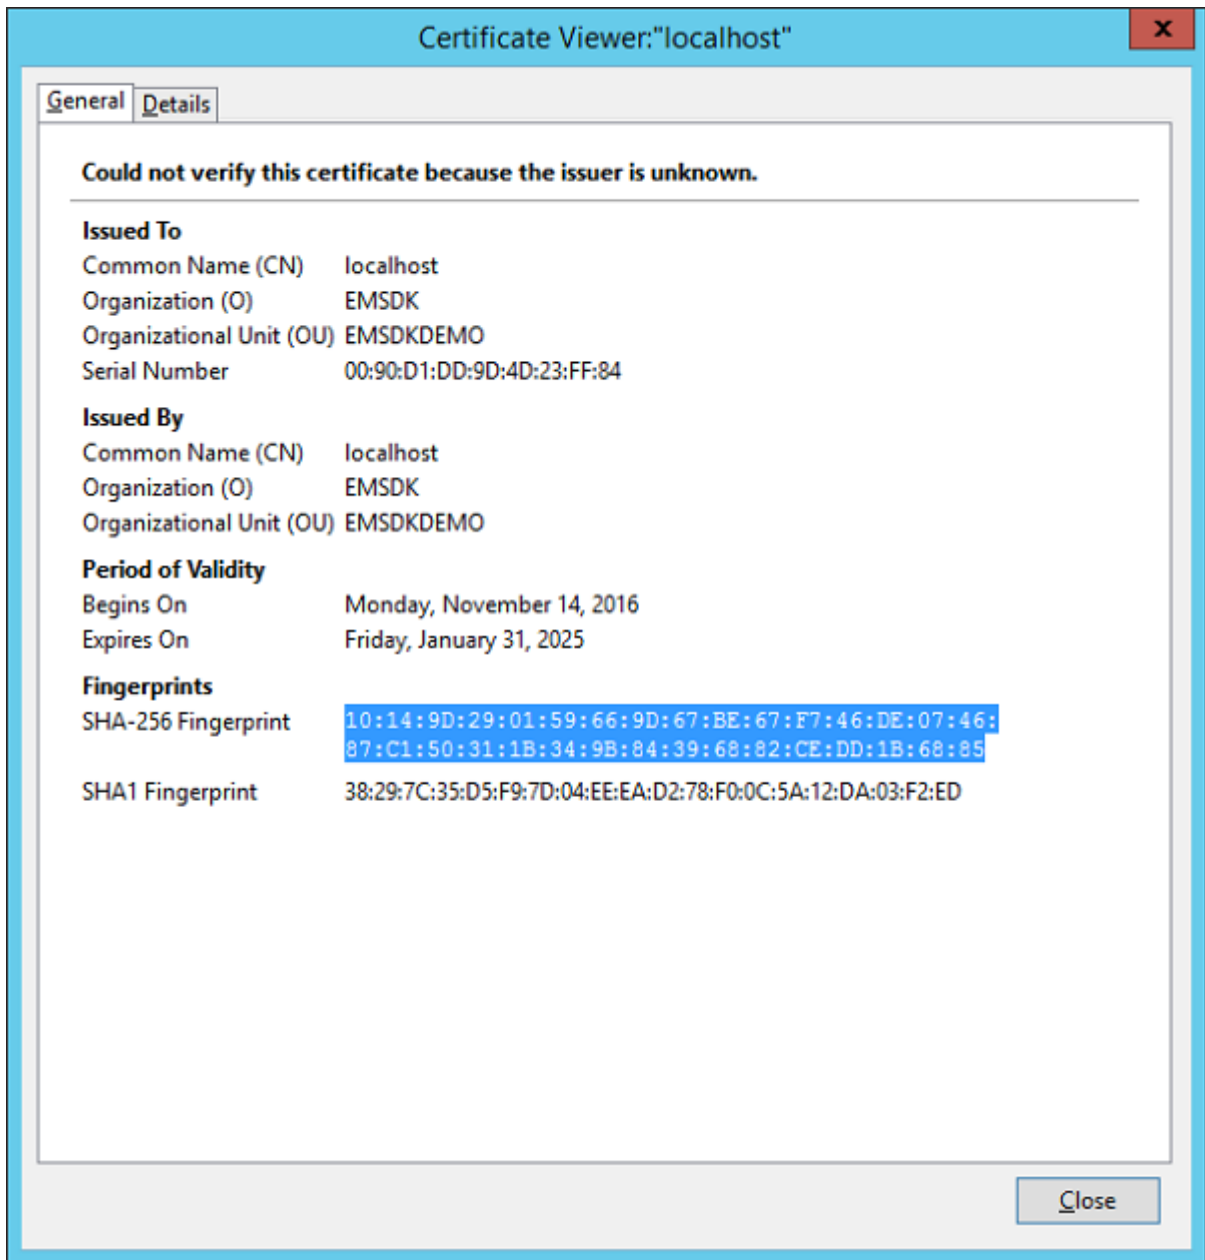 Certificate Viewer:"localhost"
x
General Details
Could not verify this certificate because the issuer is unknown.
Issued To
Common Name (CN) localhost
Organization (O) EMSDK
Organizational Unit (OU) EMSDKDEMO
Serial Number 00:90:D1:DD:9D:4D:23:FF:84
Issued By
Common Name (CN) localhost
Organization (O) EMSDK
Organizational Unit (OU) EMSDKDEMO
Period of Validity
Begins On Monday, November 14, 2016
Expires On Friday, January 31, 2025
Fingerprints
SHA-256 Fingerprint 10:14:9D:29:01:59:66:9D:67:BE:67:F7:46:DE:07:46:
87:C1:50:31:1B:34:9B:84:39:68:82:CE:DD:1B:68:85
SHA1 Fingerprint 38:29:7C:35:D5:F9:7D:04:EE:EA:D2:78:F0:0C:5A:12:DA:03:F2:ED
Close